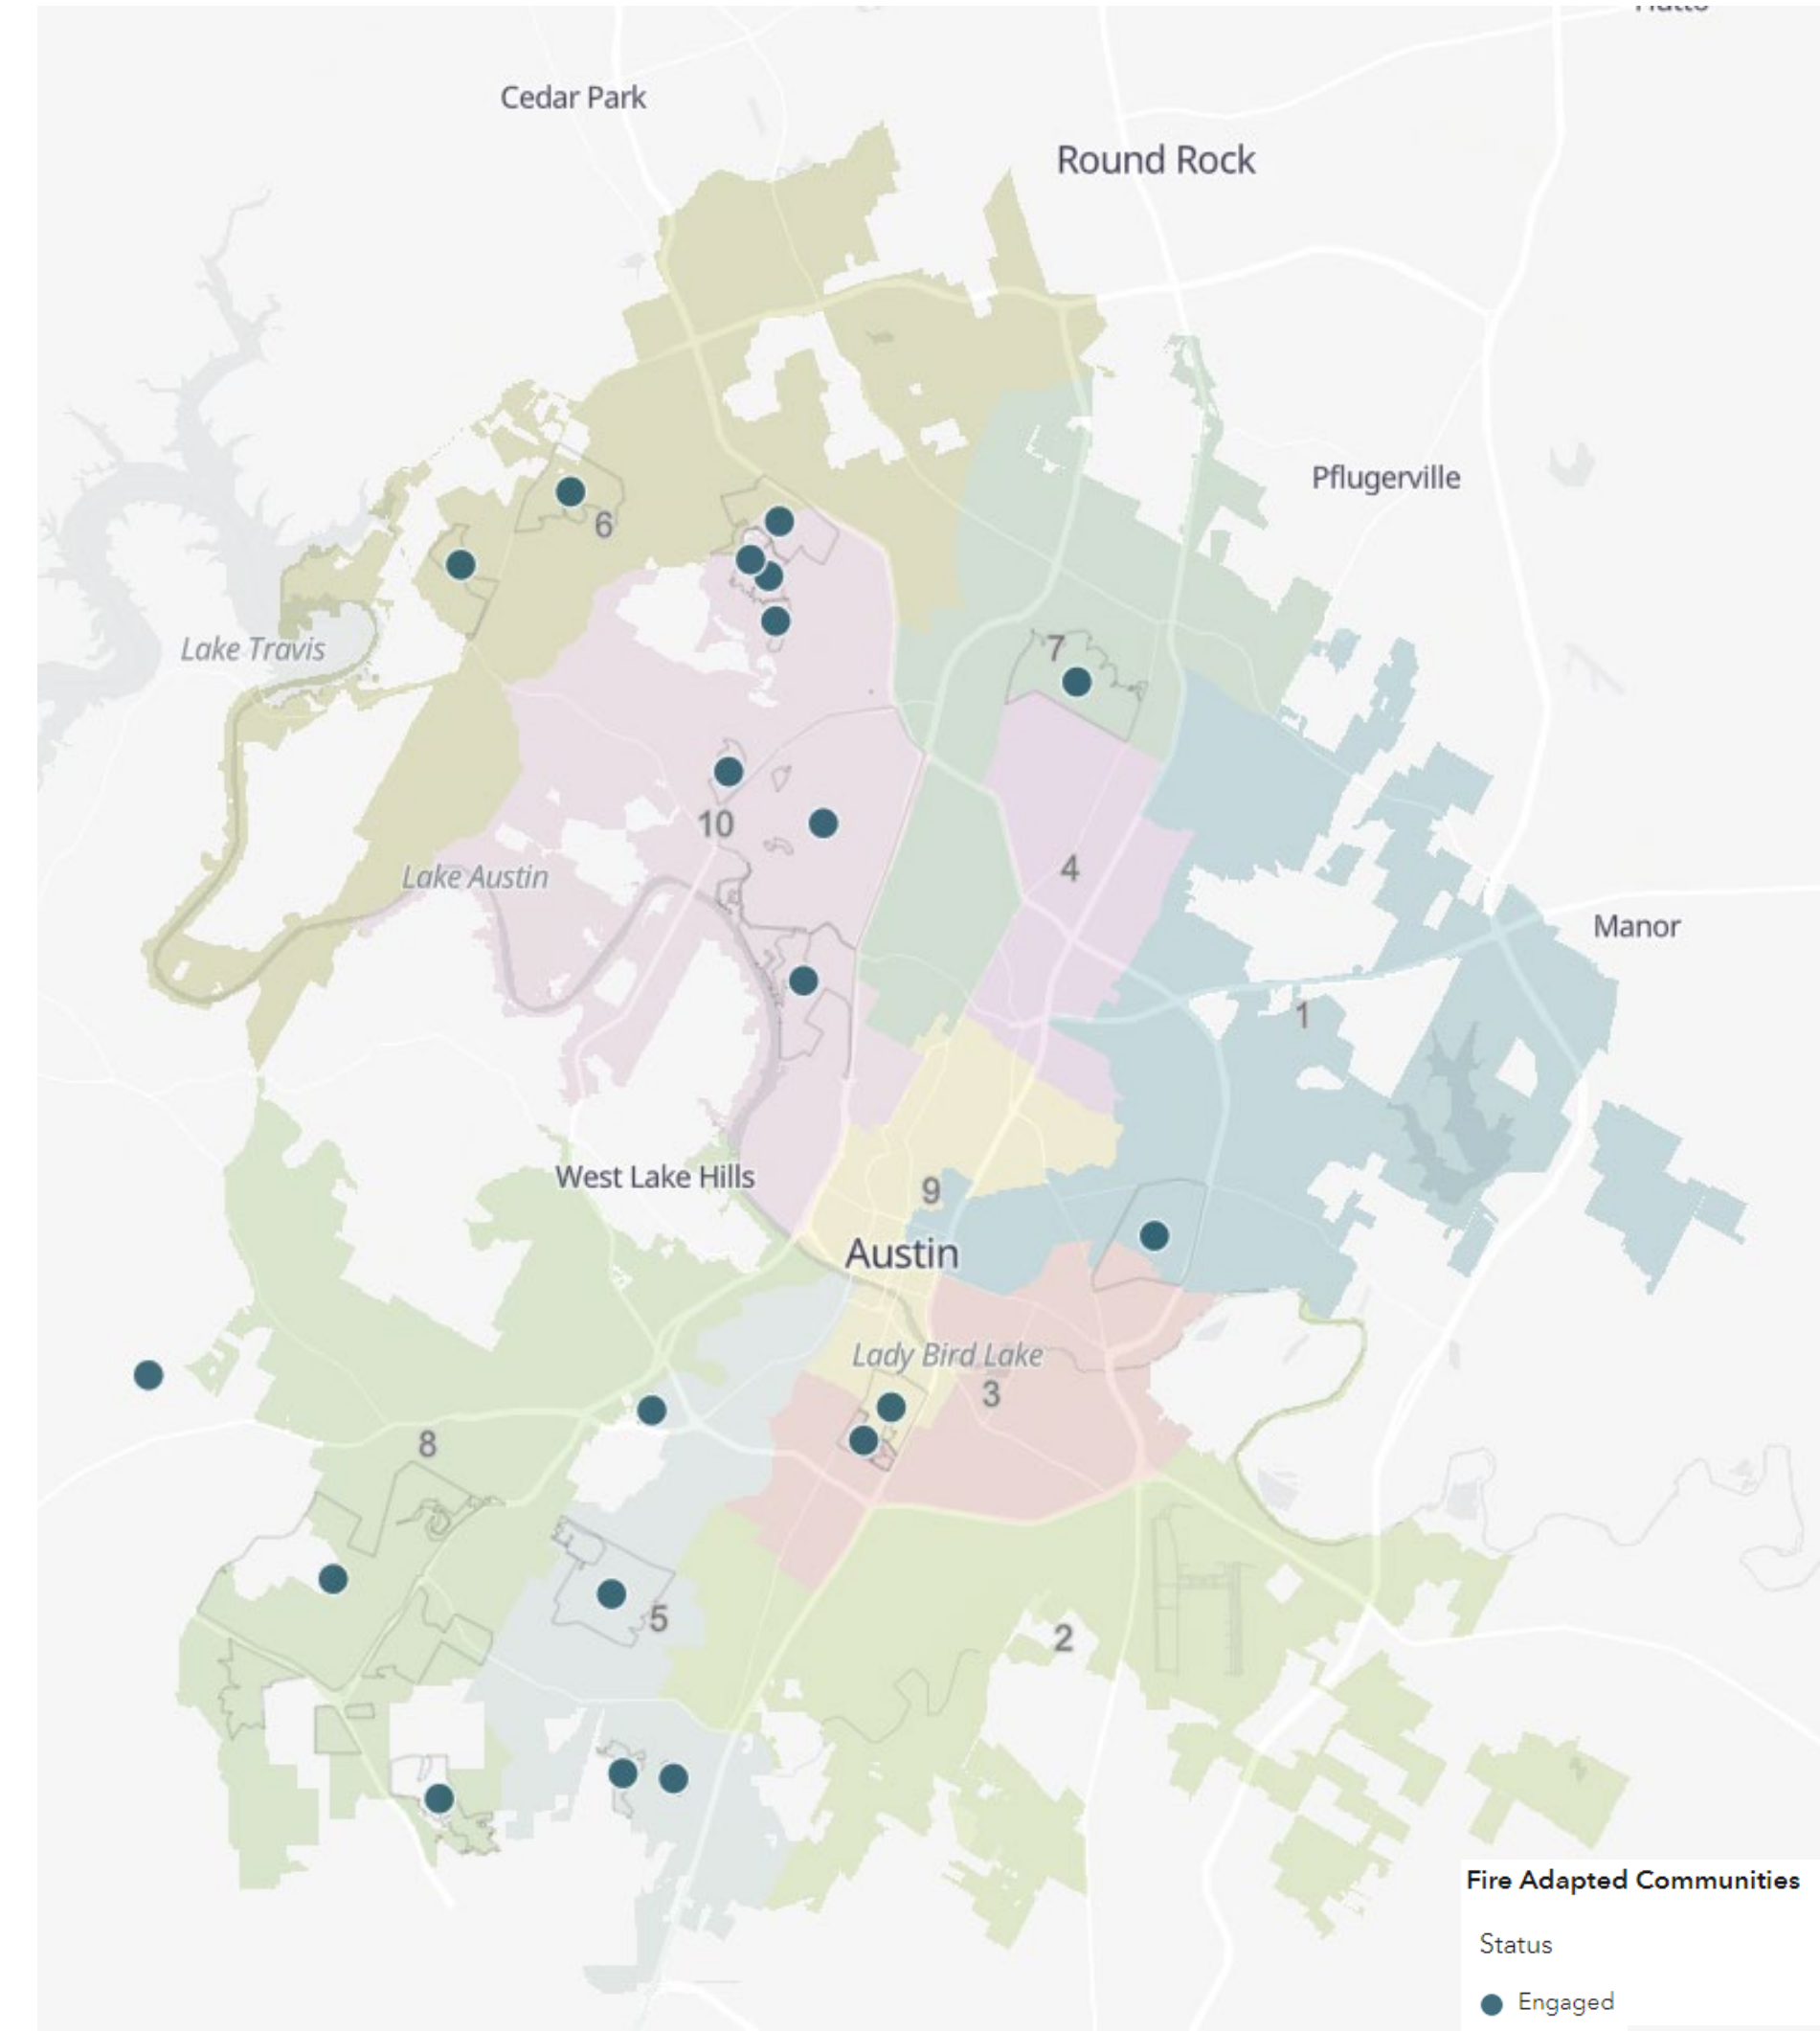 Cedar Park
Round Rock
Pflugerville
6
Lake Travis
7
10
4
Lake Austin
Manor
1
West Lake Hills
9
Austin
Lady Bird Lake
3
8
5
2
Fire Adapted Communities
Status
Engaged